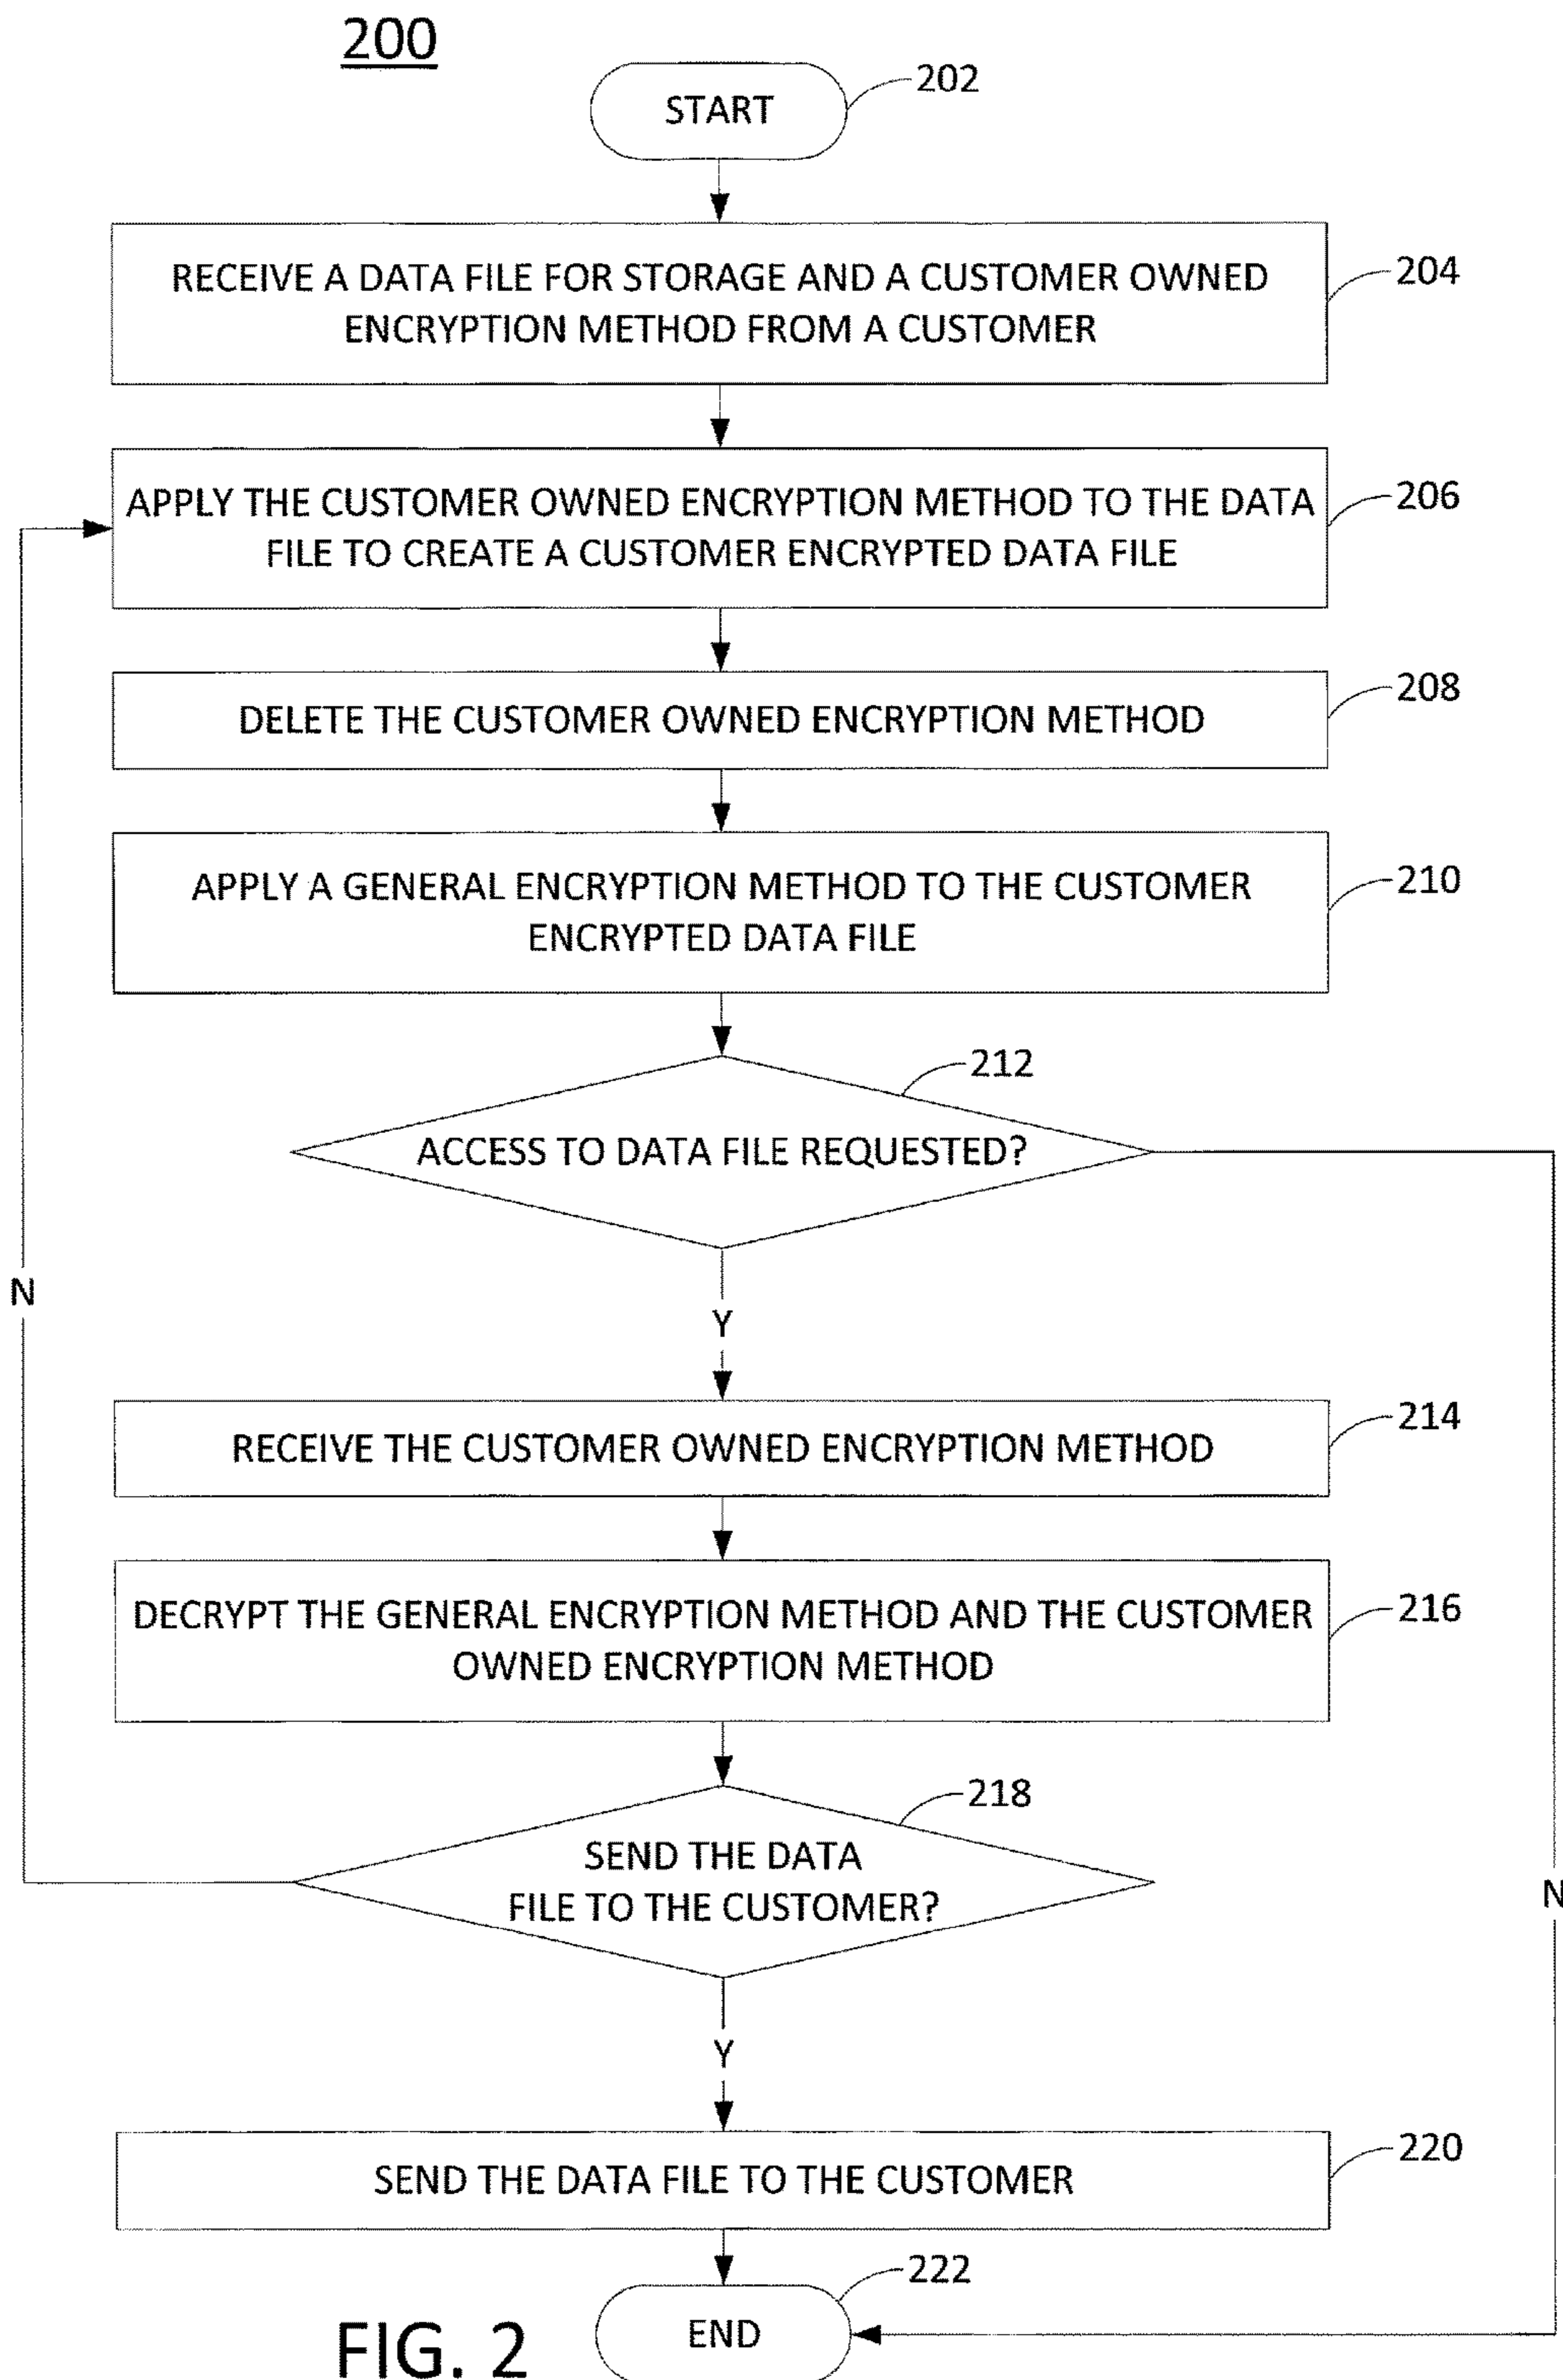 200
START
202
RECEIVE A DATA FILE FOR STORAGE AND A CUSTOMER OWNED
ENCRYPTION METHOD FROM A CUSTOMER
204
APPLY THE CUSTOMER OWNED ENCRYPTION METHOD TO THE DATA
FILE TO CREATE A CUSTOMER ENCRYPTED DATA FILE
206
DELETE THE CUSTOMER OWNED ENCRYPTION METHOD
208
APPLY A GENERAL ENCRYPTION METHOD TO THE CUSTOMER
ENCRYPTED DATA FILE
210
212
ACCESS TO DATA FILE REQUESTED?
N
Y
RECEIVE THE CUSTOMER OWNED ENCRYPTION METHOD
214
DECRYPT THE GENERAL ENCRYPTION METHOD AND THE CUSTOMER
OWNED ENCRYPTION METHOD
216
218
SEND THE DATA
FILE TO THE CUSTOMER?
N
Y
SEND THE DATA FILE TO THE CUSTOMER
220
222
END
FIG. 2